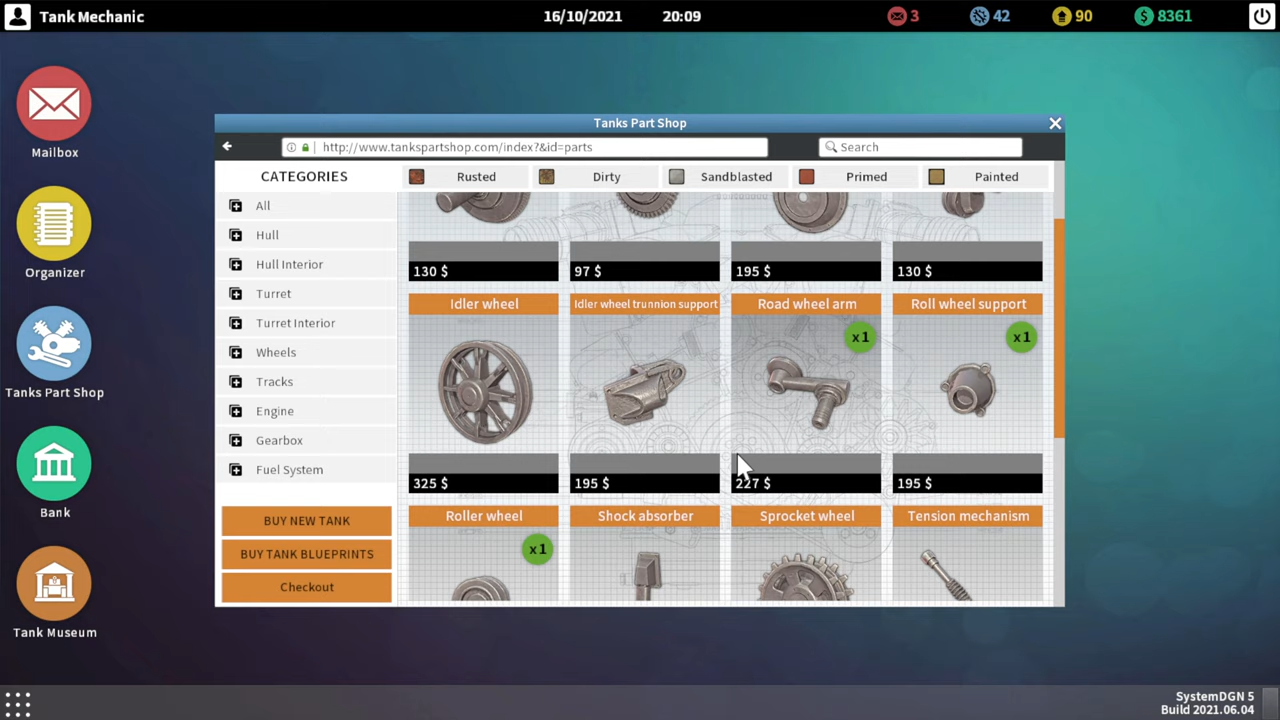 Tank Mechanic
16/10/2021 20:09
3 42 90 8361
Mailbox
Organizer
Tanks Part Shop
Bank
Tank Museum
Tanks Part Shop
http://www.tankspartshop.com/index?&id=parts
Search
CATEGORIES
Rusted Dirty Sandblasted Primed Painted
All
Hull
Hull Interior
Turret
Turret Interior
Wheels
Tracks
Engine
Gearbox
Fuel System
BUY NEW TANK
BUY TANK BLUEPRINTS
Checkout
130 $ 97 $ 195 $ 130 $
Idler wheel Idler wheel trunnion support Road wheel arm Roll wheel support
x1 x1
325 $ 195 $ 227 $ 195 $
Roller wheel Shock absorber Sprocket wheel Tension mechanism
x1
SystemDGN 5
Build 2021.06.04